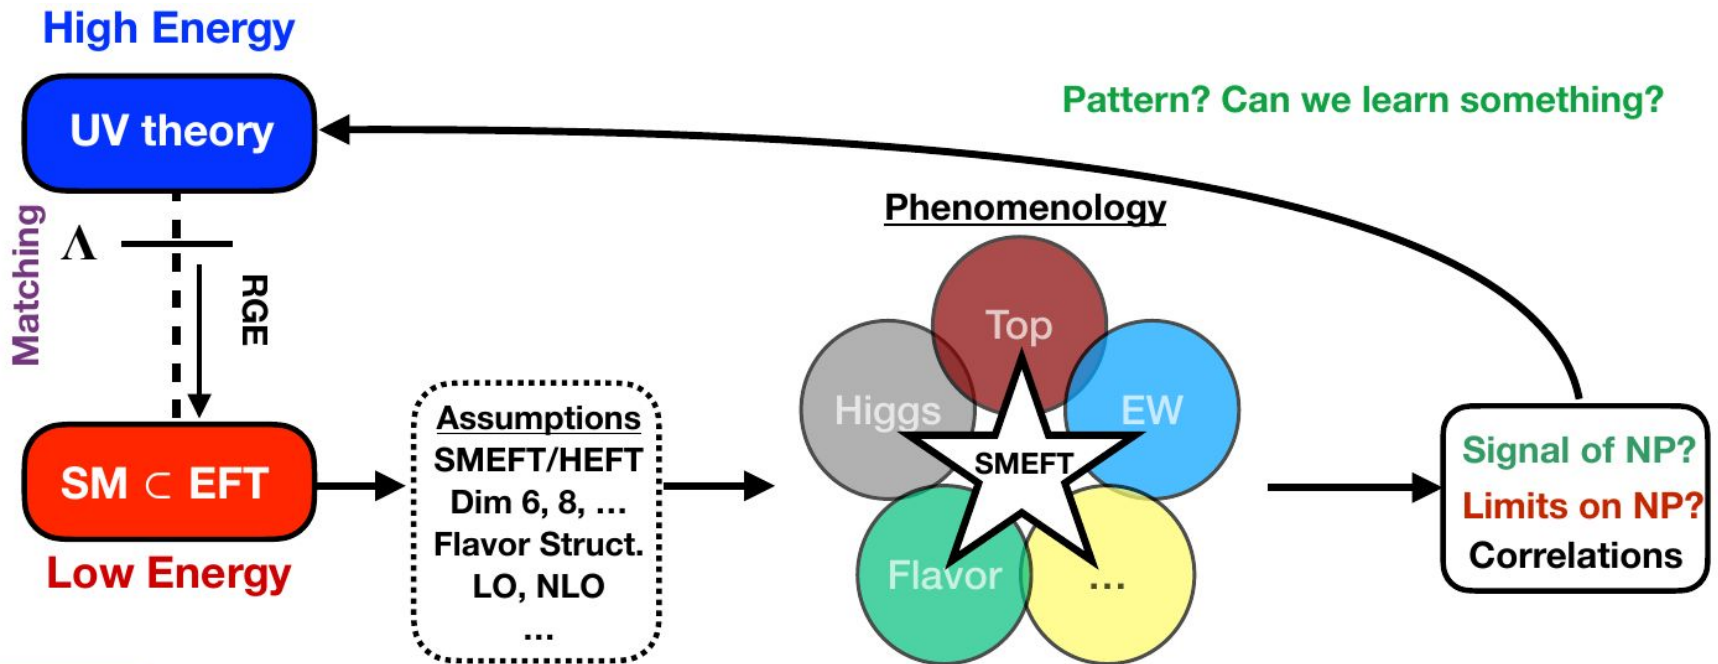 High Energy
UV theory
Matching
Λ
RGE
SM ⊂ EFT
Low Energy
Assumptions
SMEFT/HEFT
Dim 6, 8, ...
Flavor Struct.
LO, NLO
...
Phenomenology
Top
Higgs
EW
SMEFT
Flavor
...
Pattern? Can we learn something?
Signal of NP?
Limits on NP?
Correlations